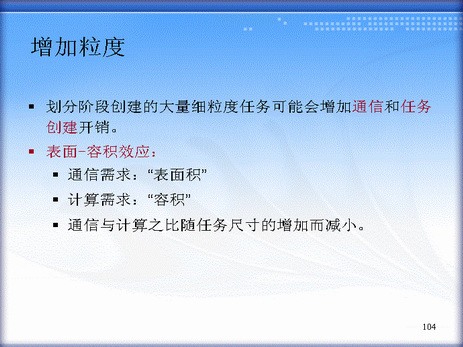 增加粒度
▪ 划分阶段创建的大量细粒度任务可能会增加通信和任务
创建开销。
▪ 表面-容积效应：
▪ 通信需求：“表面积”
▪ 计算需求：“容积”
▪ 通信与计算之比随任务尺寸的增加而减小。
104